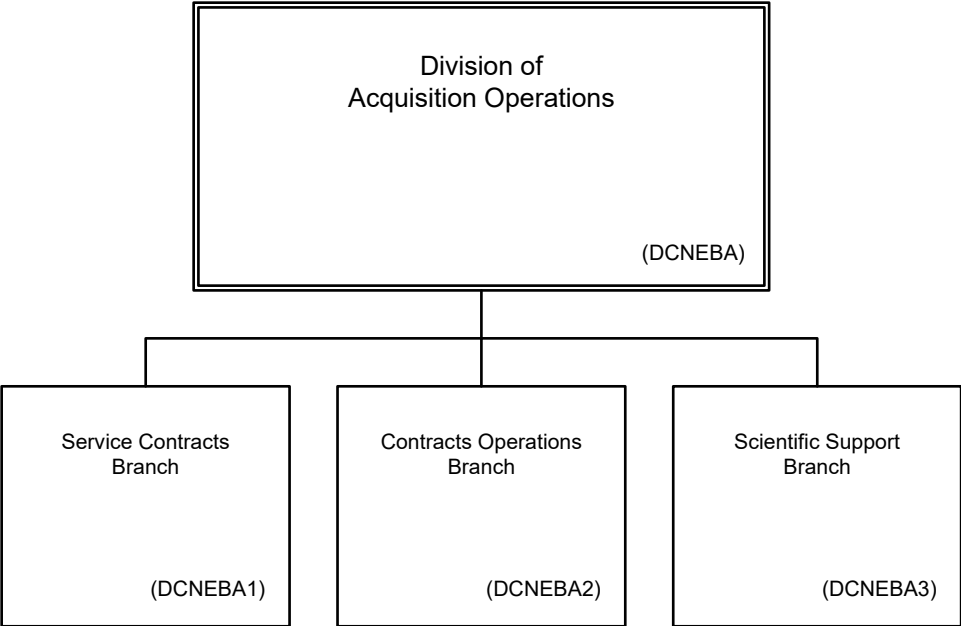 Division of
Acquisition Operations
(DCNEBA)
Service Contracts
Branch
(DCNEBA1)
Contracts Operations
Branch
(DCNEBA2)
Scientific Support
Branch
(DCNEBA3)